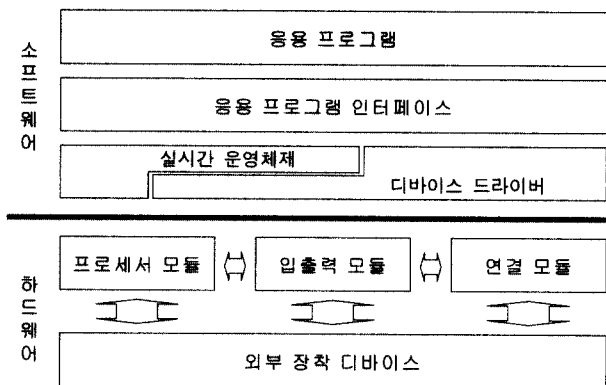 소프트웨어
응용 프로그램
응용 프로그램 인터페이스
실시간 운영체제
디바이스 드라이버
하드웨어
프로세서 모듈
입출력 모듈
연결 모듈
외부 장착 디바이스